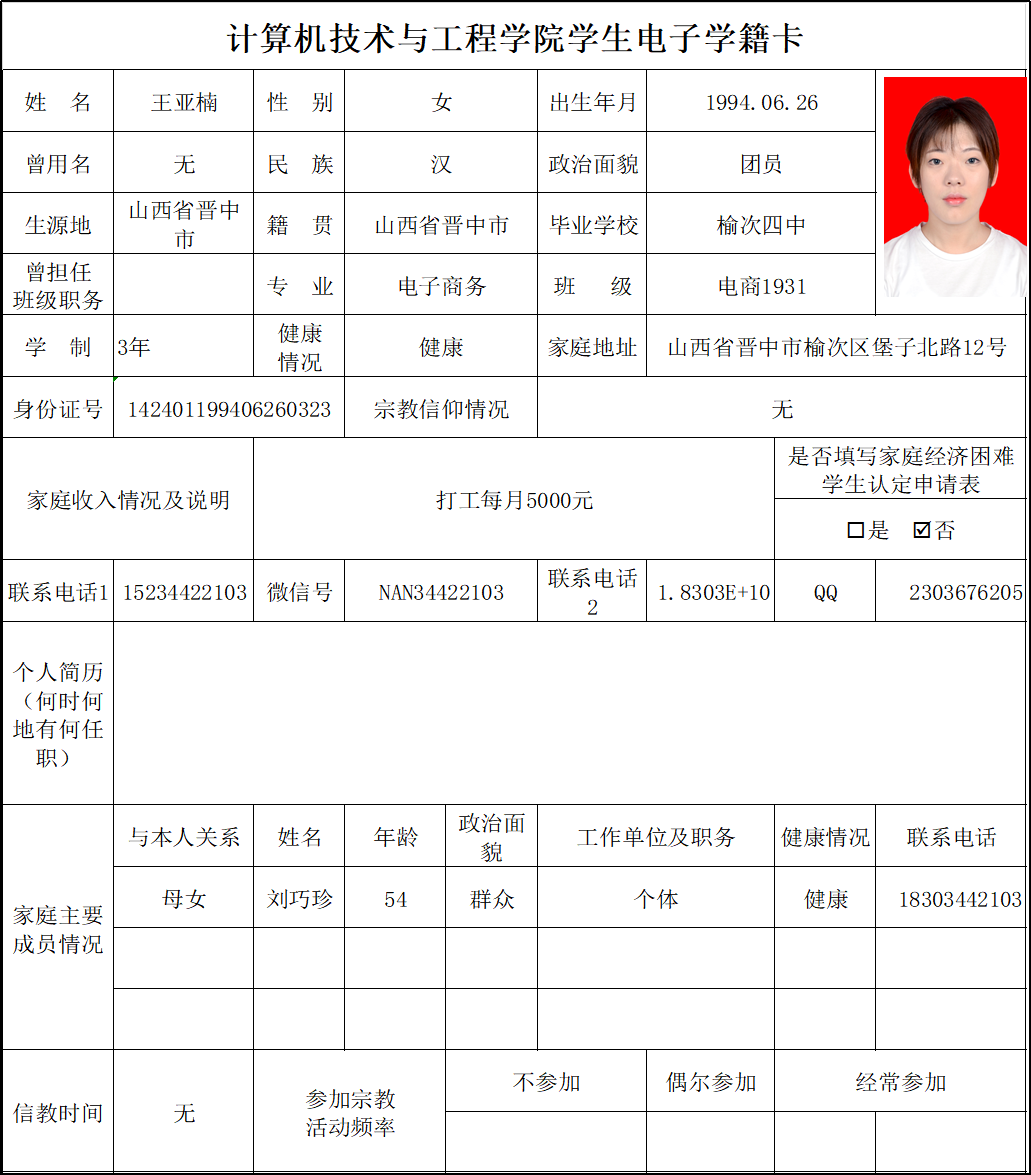 计算机技术与工程学院学生电子学籍卡
姓 名 王亚楠 性 别 女 出生年月 1994.06.26
曾用名 无 民 族 汉 政治面貌 团员
生源地 山西省晋中市 籍 贯 山西省晋中市 毕业学校 榆次四中
曾担任班级职务 专 业 电子商务 班 级 电商1931
学 制 3年 健康情况 健康 家庭地址 山西省晋中市榆次区堡子北路12号
身份证号 142401199406260323 宗教信仰情况 无
家庭收入情况及说明 打工每月5000元 是否填写家庭经济困难学生认定申请表
☐是 ☑否
联系电话1 15234422103 微信号 NAN34422103 联系电话2 1.8303E+10 QQ 2303676205
个人简历（何时何地有何任职）
家庭主要成员情况 与本人关系 姓名 年龄 政治面貌 工作单位及职务 健康情况 联系电话
母女 刘巧珍 54 群众 个体 健康 18303442103
信教时间 无 参加宗教活动频率 不参加 偶尔参加 经常参加